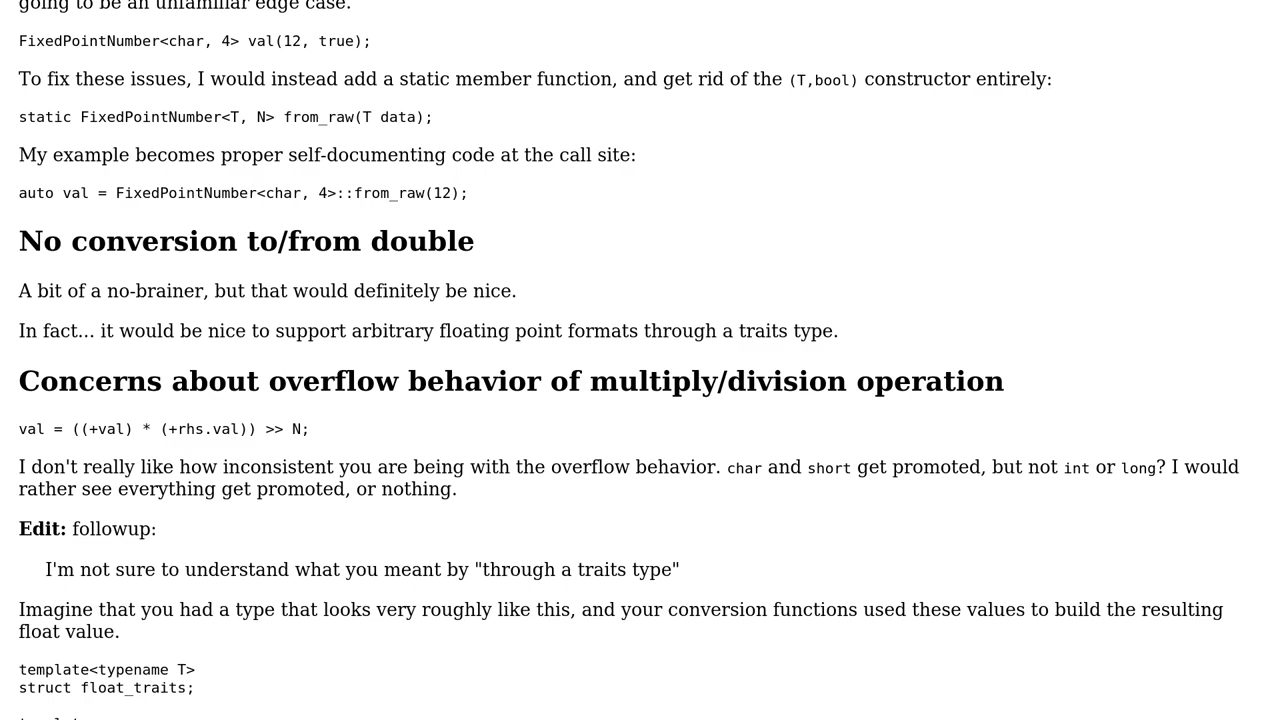 going to be an unfamiliar edge case.
FixedPointNumber<char, 4> val(12, true);
To fix these issues, I would instead add a static member function, and get rid of the (T,bool) constructor entirely:
static FixedPointNumber<T, N> from_raw(T data);
My example becomes proper self-documenting code at the call site:
auto val = FixedPointNumber<char, 4>::from_raw(12);
No conversion to/from double
A bit of a no-brainer, but that would definitely be nice.
In fact... it would be nice to support arbitrary floating point formats through a traits type.
Concerns about overflow behavior of multiply/division operation
val = ((+val) * (+rhs.val)) >> N;
I don't really like how inconsistent you are being with the overflow behavior. char and short get promoted, but not int or long? I would
rather see everything get promoted, or nothing.
Edit: followup:
I'm not sure to understand what you meant by "through a traits type"
Imagine that you had a type that looks very roughly like this, and your conversion functions used these values to build the resulting
float value.
template<typename T>
struct float_traits;